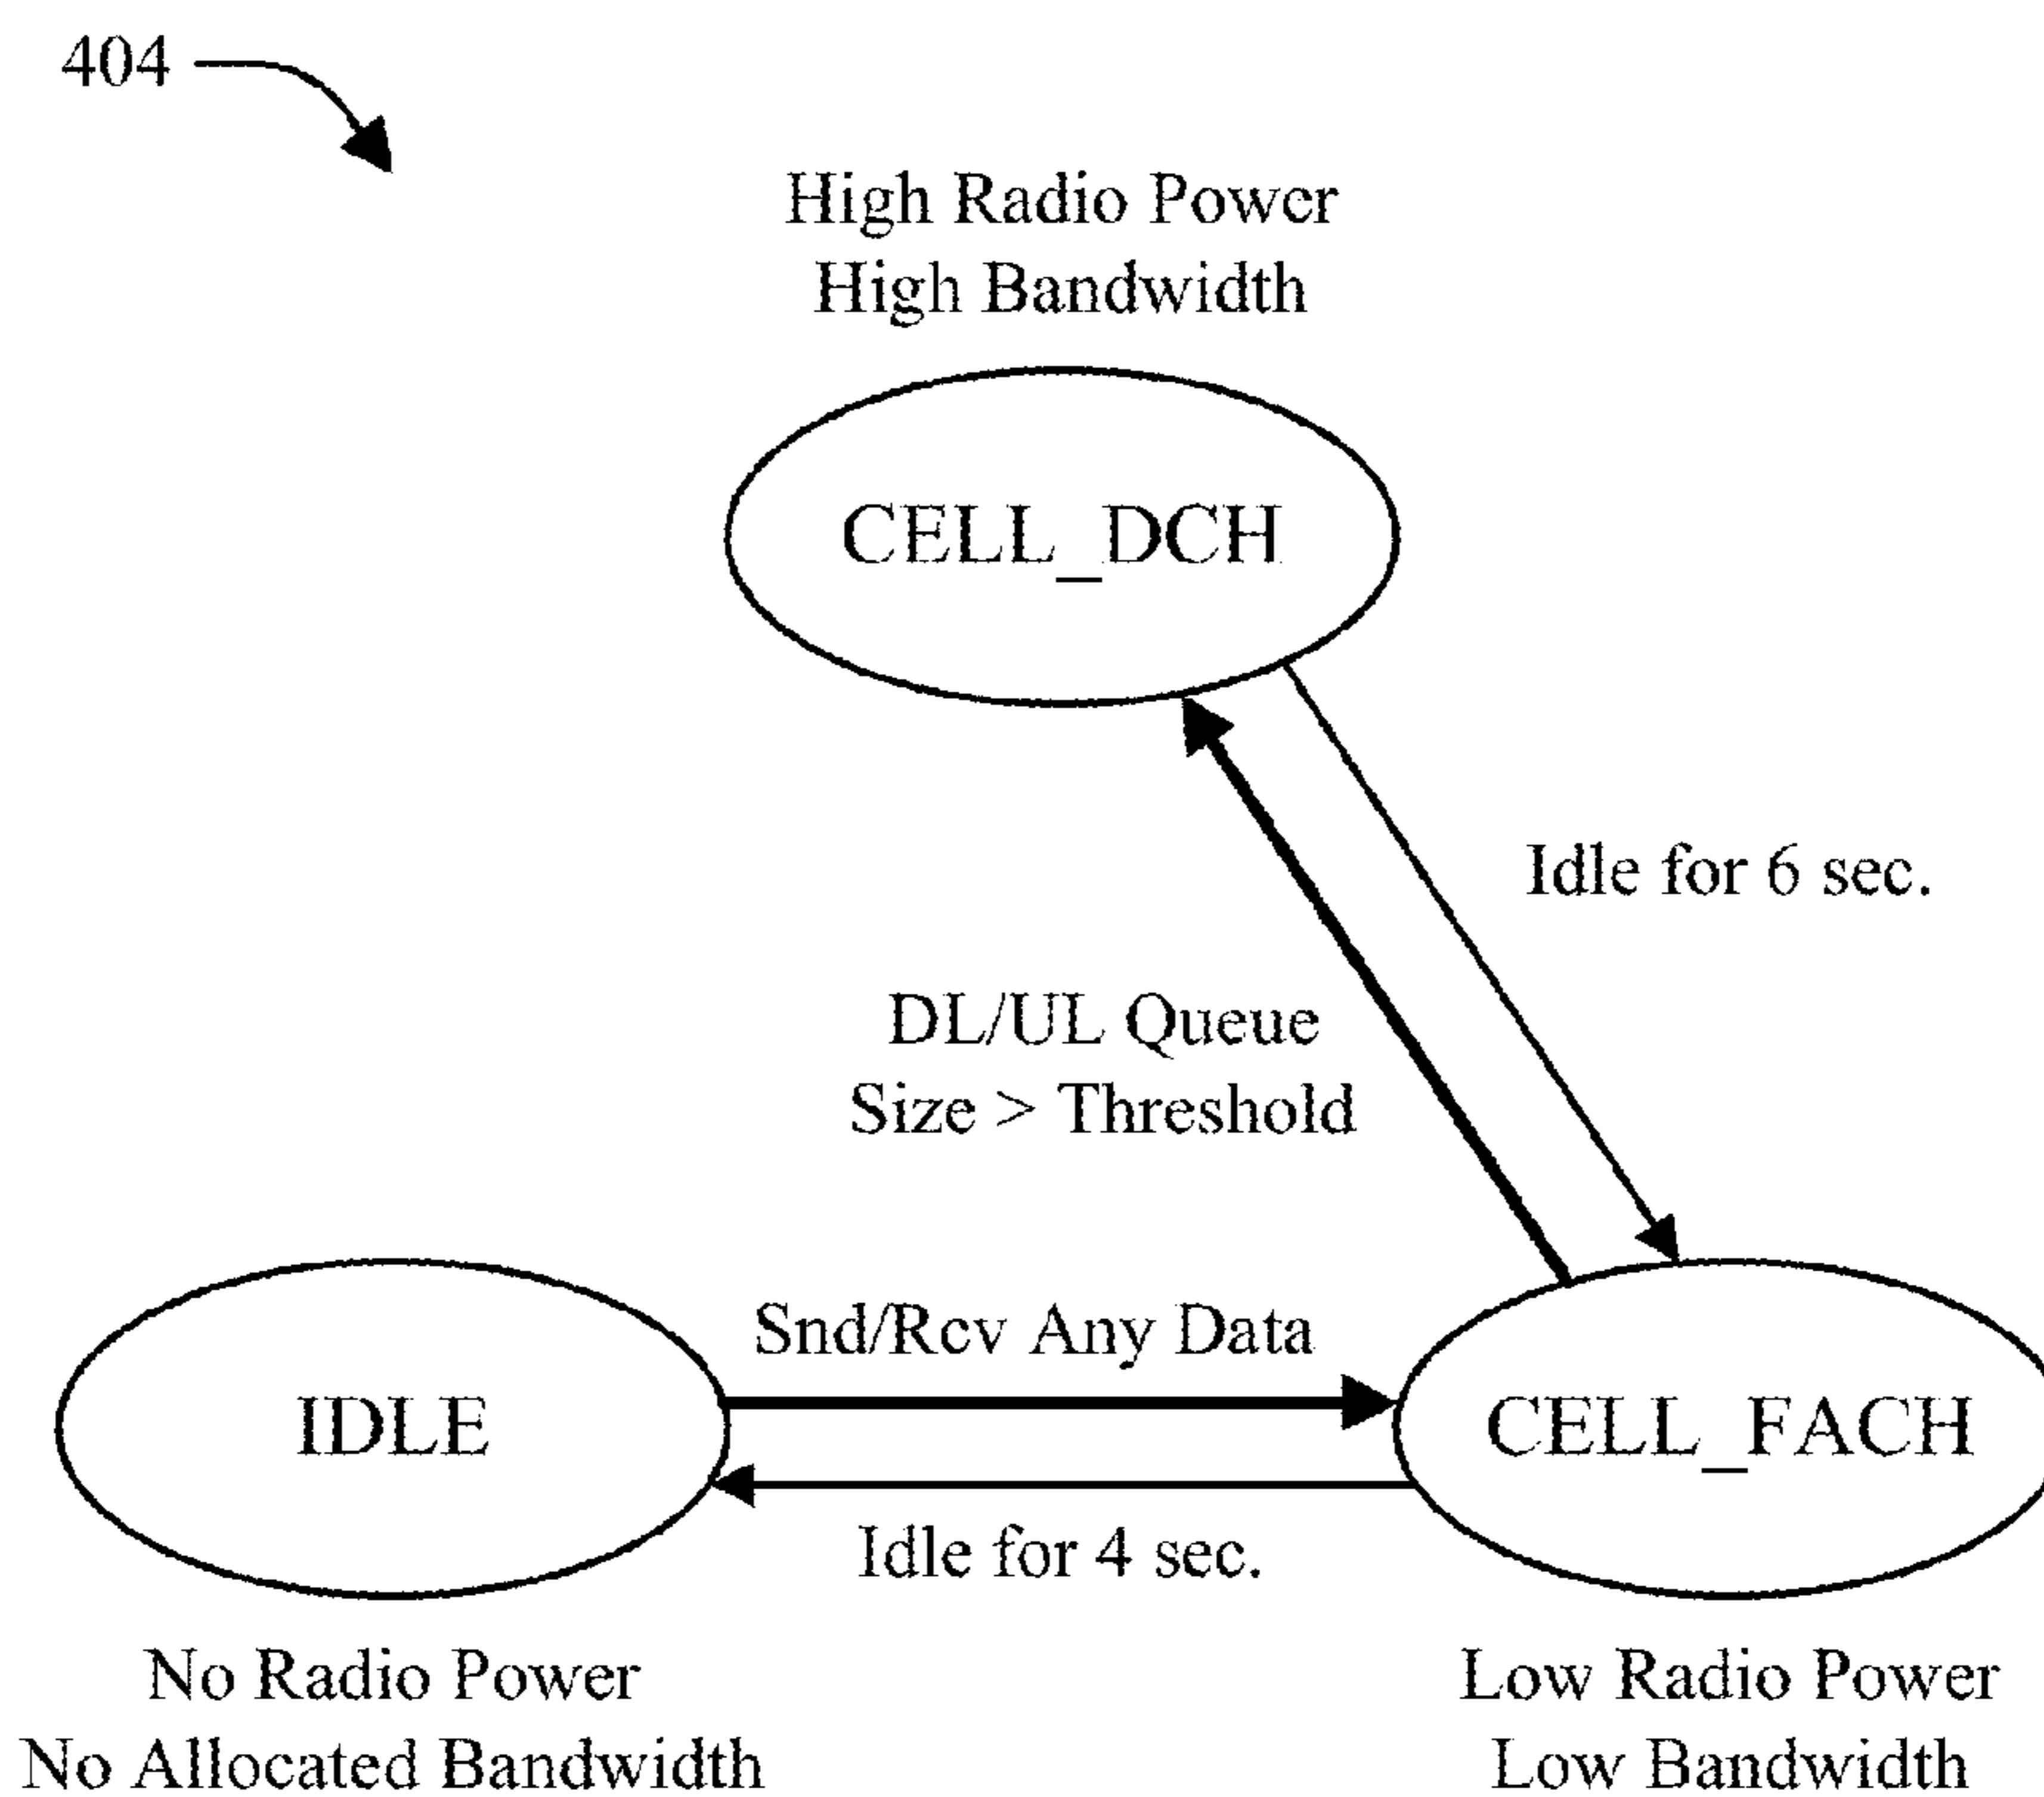 404
High Radio Power
High Bandwidth
CELL_DCH
Idle for 6 sec.
DL/UL Queue
Size > Threshold
Snd/Rcv Any Data
IDLE
CELL_FACH
Idle for 4 sec.
No Radio Power
No Allocated Bandwidth
Low Radio Power
Low Bandwidth